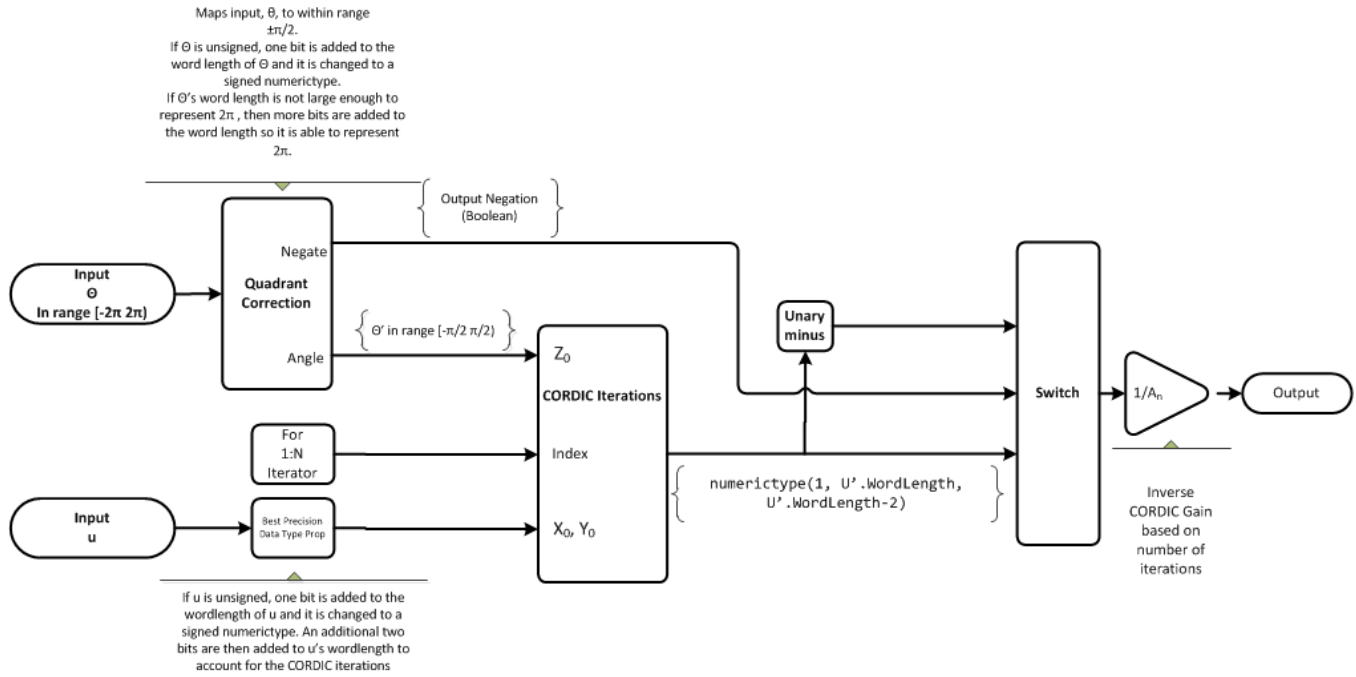 Maps input, θ, to within range
±π/2.
If Θ is unsigned, one bit is added to the
word length of Θ and it is changed to a
signed numerictype.
If Θ's word length is not large enough to
represent 2π , then more bits are added to
the word length so it is able to represent
2π.
Output Negation
(Boolean)
Negate
Input
Θ
In range [-2π 2π)
Quadrant
Correction
Θ' in range [-π/2 π/2)
Angle
Unary
minus
Z₀
CORDIC Iterations
Index
X₀, Y₀
For
1:N
Iterator
Switch
1/Aₙ
Output
Input
u
Best Precision
Data Type Prop
numerictype(1, U'.WordLength,
U'.WordLength-2)
Inverse
CORDIC Gain
based on
number of
iterations
If u is unsigned, one bit is added to the
wordlength of u and it is changed to a
signed numerictype. An additional two
bits are then added to u's wordlength to
account for the CORDIC iterations